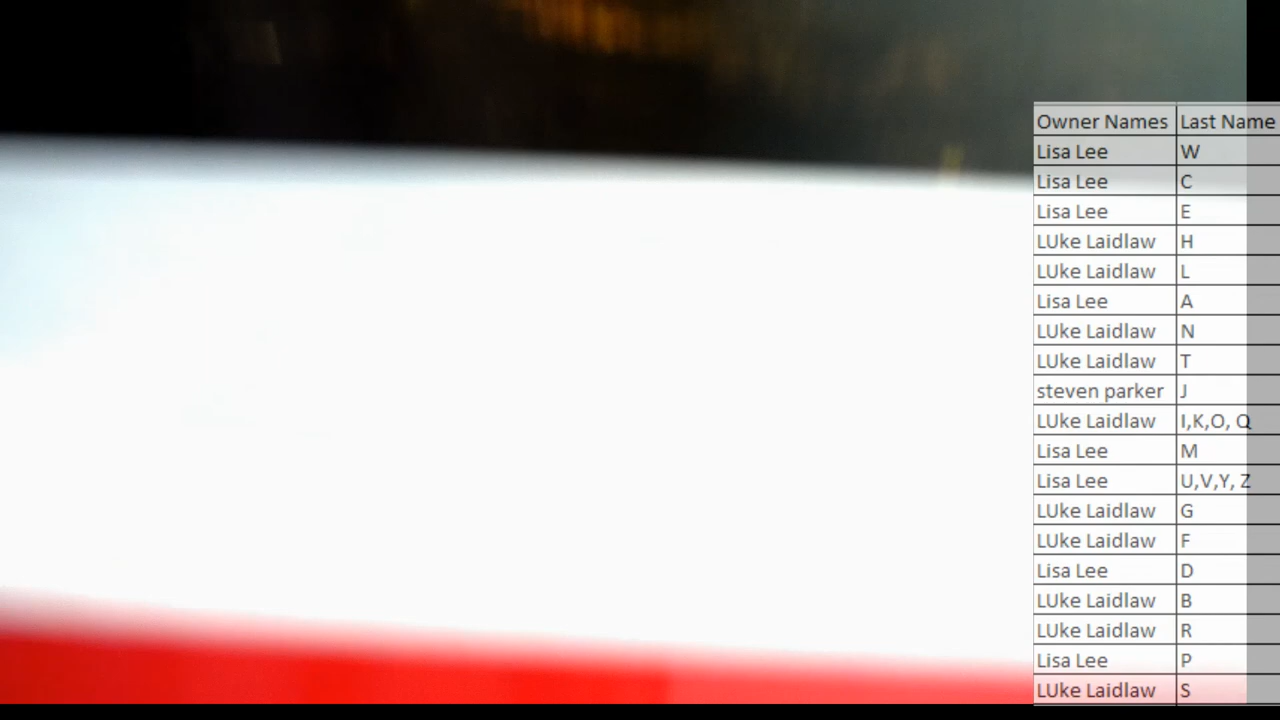 Owner Names Last Name
Lisa Lee W
Lisa Lee C
Lisa Lee E
LUke Laidlaw H
LUke Laidlaw L
Lisa Lee A
LUke Laidlaw N
LUke Laidlaw T
steven parker J
LUke Laidlaw I,K,O, Q
Lisa Lee M
Lisa Lee U,V,Y, Z
LUke Laidlaw G
LUke Laidlaw F
Lisa Lee D
LUke Laidlaw B
LUke Laidlaw R
Lisa Lee P
LUke Laidlaw S